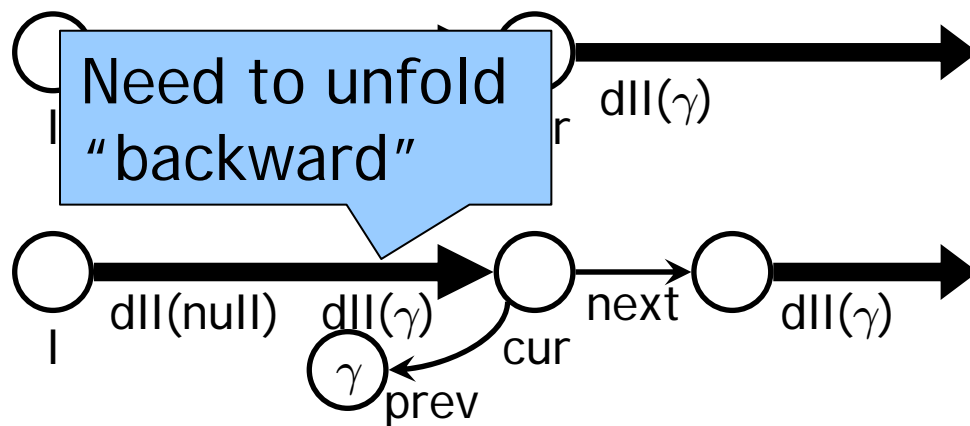 Need to unfold
“backward”
l
r
dll(γ)
dll(null)
dll(γ)
next
dll(γ)
l
cur
γ
prev